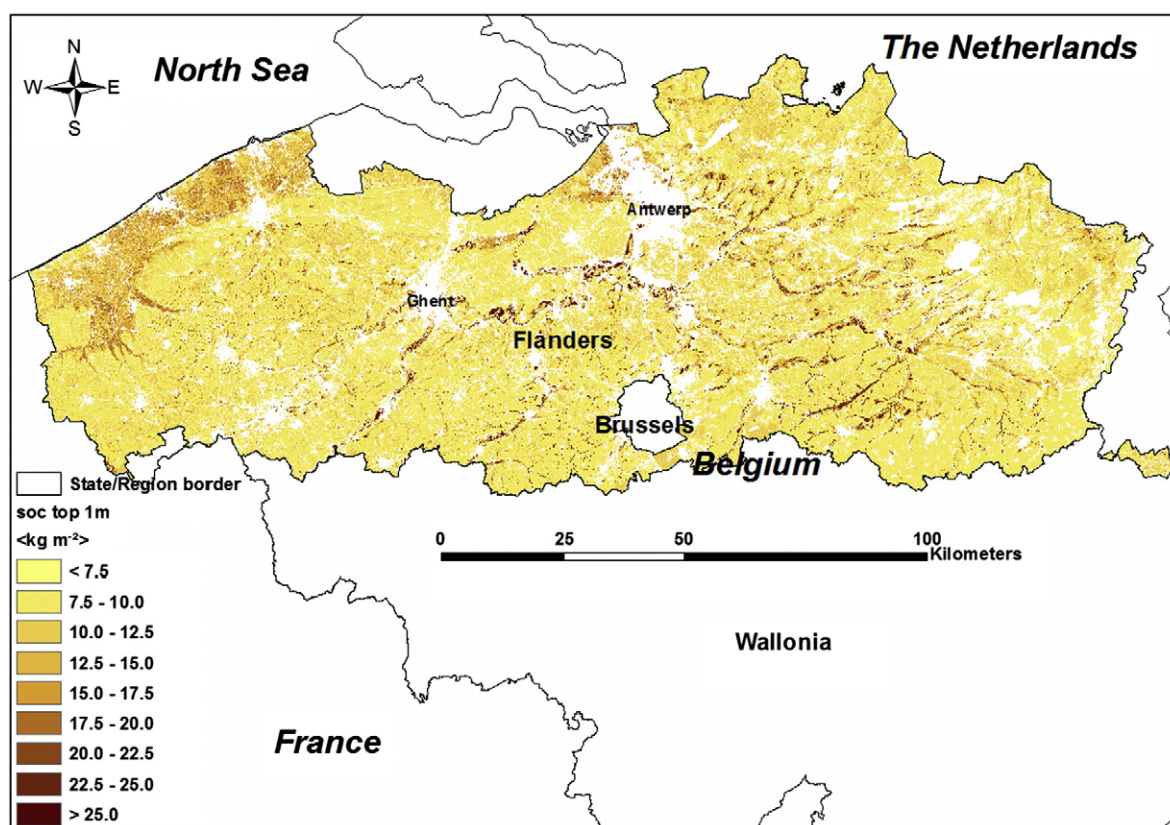 The Netherlands
North Sea
N
W E
S
Antwerp
Ghent
Flanders
Brussels
Belgium
State/Region border
soc top 1m
<kg m⁻²>
< 7.5
7.5 - 10.0
10.0 - 12.5
12.5 - 15.0
15.0 - 17.5
17.5 - 20.0
20.0 - 22.5
22.5 - 25.0
> 25.0
0 25 50 100
Kilometers
Wallonia
France